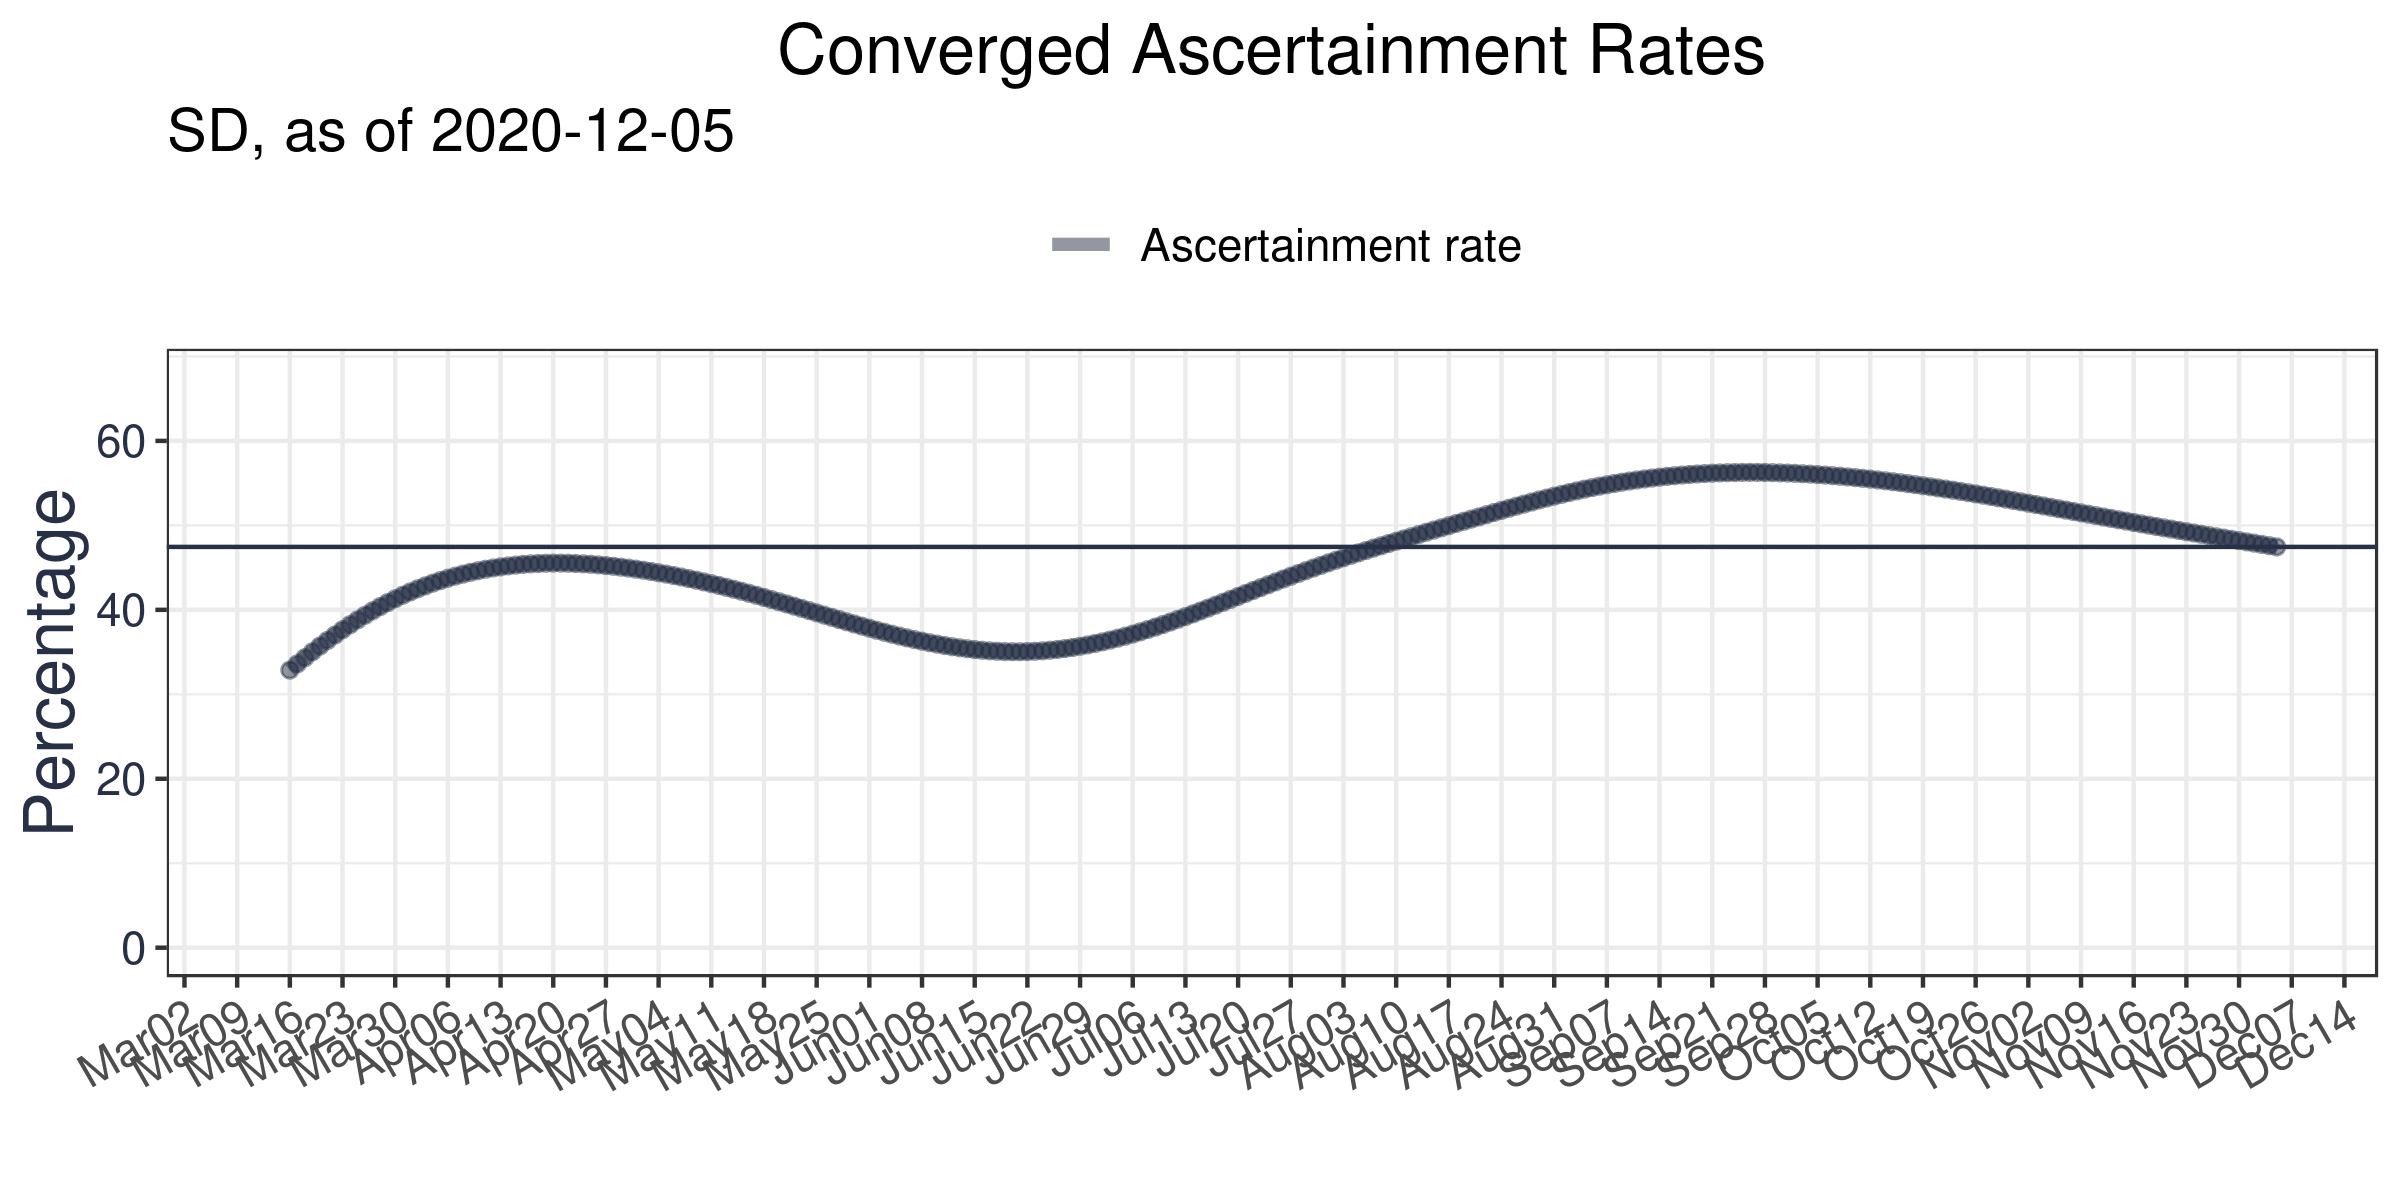 Converged Ascertainment Rates
SD, as of 2020-12-05
Ascertainment rate
Percentage
60
40
20
0
Mar02
Mar09
Mar16
Mar23
Mar30
Apr06
Apr13
Apr20
Apr27
May04
May11
May18
May25
Jun01
Jun08
Jun15
Jun22
Jun29
Jul06
Jul13
Jul20
Jul27
Aug03
Aug10
Aug17
Aug24
Aug31
Sep07
Sep14
Sep21
Sep28
Oct05
Oct12
Oct19
Oct26
Nov02
Nov09
Nov16
Nov23
Nov30
Dec07
Dec14